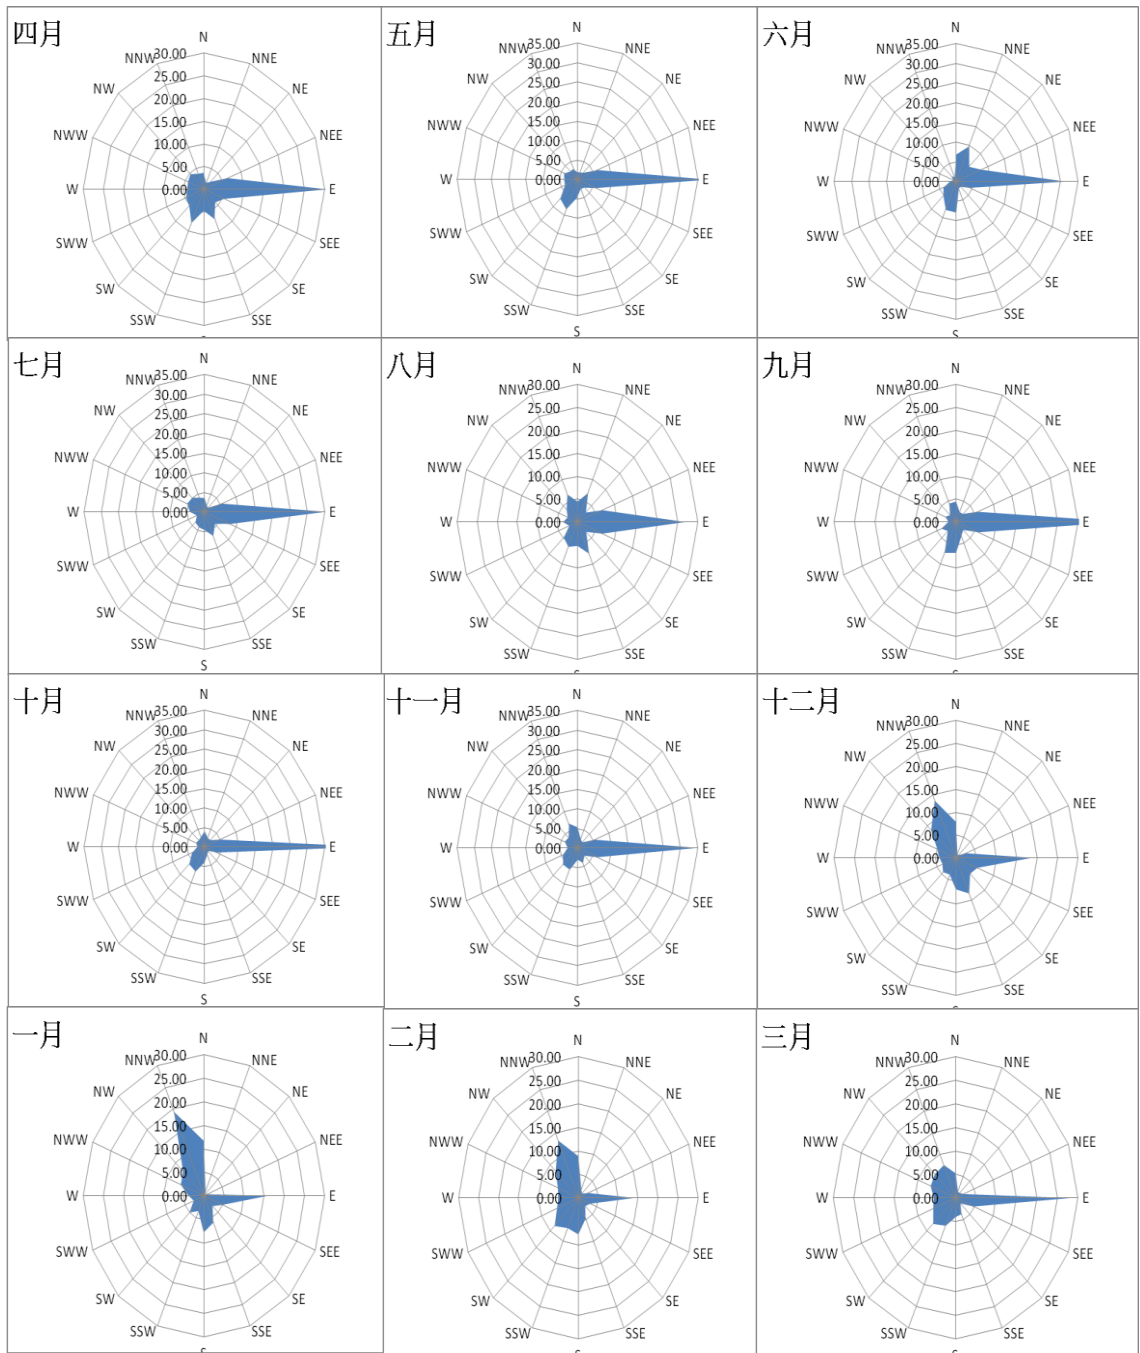 四月
N
NNE
NE
NEE
E
SEE
SE
SSE
SSW
SW
SWW
W
NWW
NW
NNW
30.00
25.00
20.00
15.00
10.00
5.00
0.00
五月
N
NNE
NE
NEE
E
SEE
SE
SSE
S
SSW
SW
SWW
W
NWW
NW
NNW
35.00
30.00
25.00
20.00
15.00
10.00
5.00
0.00
六月
N
NNE
NE
NEE
E
SEE
SE
SSE
S
SSW
SW
SWW
W
NWW
NW
NNW
35.00
30.00
25.00
20.00
15.00
10.00
5.00
0.00
七月
N
NNE
NE
NEE
E
SEE
SE
SSE
S
SSW
SW
SWW
W
NWW
NW
NNW
35.00
30.00
25.00
20.00
15.00
10.00
5.00
0.00
八月
N
NNE
NE
NEE
E
SEE
SE
SSE
SSW
SW
SWW
W
NWW
NW
NNW
30.00
25.00
20.00
15.00
10.00
5.00
0.00
九月
N
NNE
NE
NEE
E
SEE
SE
SSE
SSW
SW
SWW
W
NWW
NW
NNW
30.00
25.00
20.00
15.00
10.00
5.00
0.00
十月
N
NNE
NE
NEE
E
SEE
SE
SSE
S
SSW
SW
SWW
W
NWW
NW
NNW
35.00
30.00
25.00
20.00
15.00
10.00
5.00
0.00
十一月
N
NNE
NE
NEE
E
SEE
SE
SSE
S
SSW
SW
SWW
W
NWW
NW
NNW
35.00
30.00
25.00
20.00
15.00
10.00
5.00
0.00
十二月
N
NNE
NE
NEE
E
SEE
SE
SSE
SSW
SW
SWW
W
NWW
NW
NNW
30.00
25.00
20.00
15.00
10.00
5.00
0.00
一月
N
NNE
NE
NEE
E
SEE
SE
SSE
SSW
SW
SWW
W
NWW
NW
NNW
30.00
25.00
20.00
15.00
10.00
5.00
0.00
二月
N
NNE
NE
NEE
E
SEE
SE
SSE
SSW
SW
SWW
W
NWW
NW
NNW
30.00
25.00
20.00
15.00
10.00
5.00
0.00
三月
N
NNE
NE
NEE
E
SEE
SE
SSE
SSW
SW
SWW
W
NWW
NW
NNW
30.00
25.00
20.00
15.00
10.00
5.00
0.00